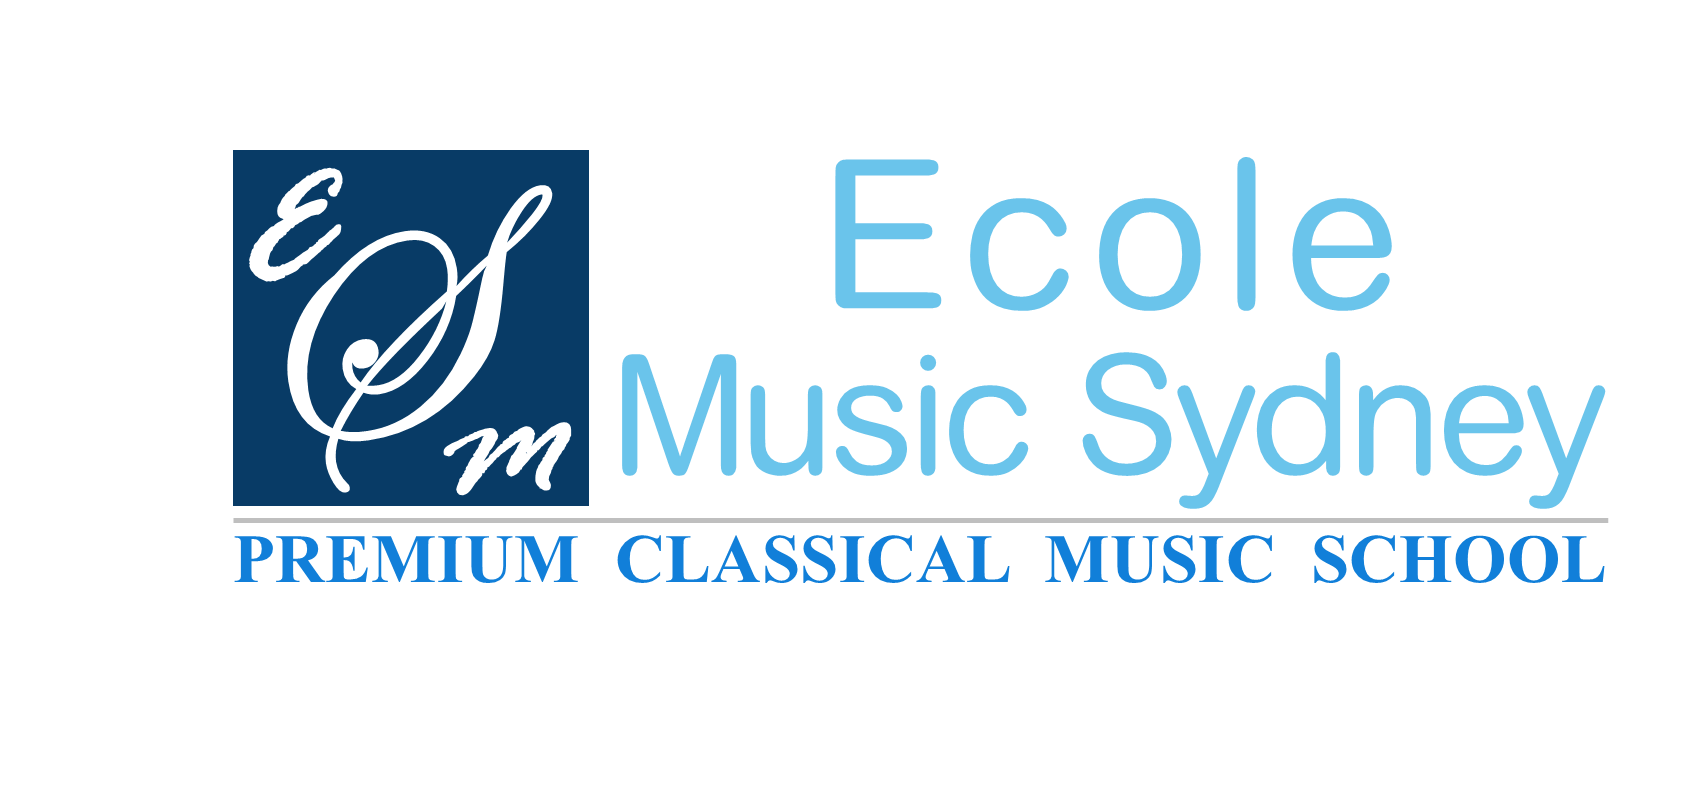 E S m
Ecole
Music Sydney
PREMIUM CLASSICAL MUSIC SCHOOL